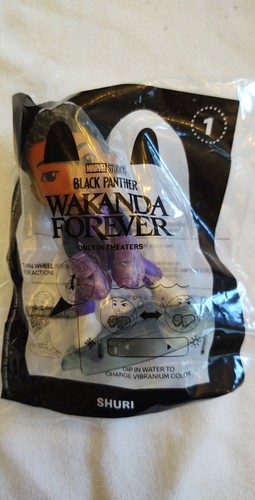 1
MARVEL STUDIOS
BLACK PANTHER
WAKANDA
FOREVER
ONLY IN THEATERS
TURN WHEEL
FOR ACTION!
DIP IN WATER TO
CHANGE VIBRANIUM COLOR
SHURI